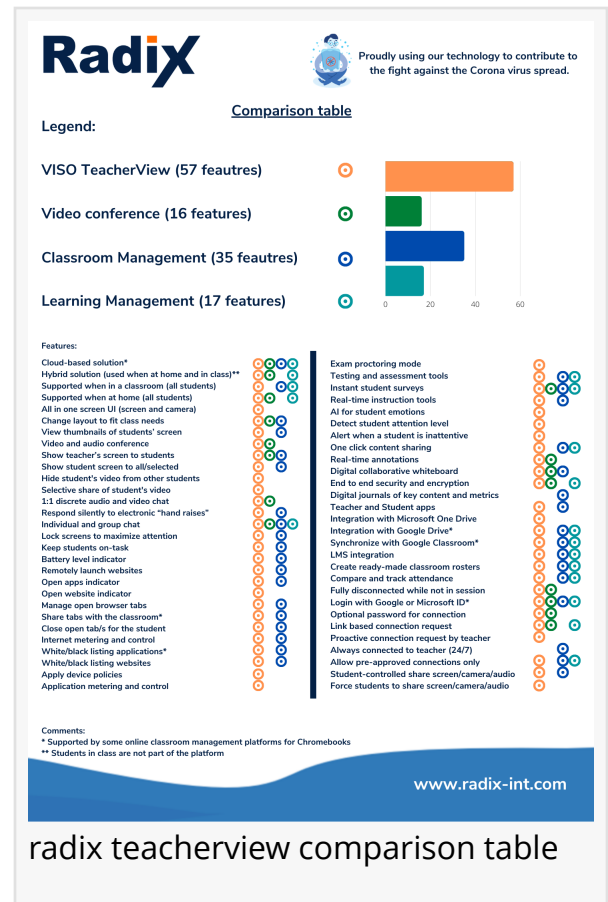 Radix
Proudly using our technology to contribute to
the fight against the Corona virus spread.
Comparison table
Legend:
VISO TeacherView (57 feautres)
Video conference (16 features)
Classroom Management (35 feautres)
Learning Management (17 features)
0 20 40 60
Features:
Cloud-based solution*
Hybrid solution (used when at home and in class)**
Supported when in a classroom (all students)
Supported when at home (all students)
All in one screen UI (screen and camera)
Change layout to fit class needs
View thumbnails of students' screen
Video and audio conference
Show teacher's screen to students
Show student screen to all/selected
Hide student's video from other students
Selective share of student's video
1:1 discrete audio and video chat
Respond silently to electronic "hand raises"
Individual and group chat
Lock screens to maximize attention
Keep students on-task
Battery level indicator
Remotely launch websites
Open apps indicator
Open website indicator
Manage open browser tabs
Share tabs with the classroom*
Close open tab/s for the student
Internet metering and control
White/black listing applications*
White/black listing websites
Apply device policies
Application metering and control
Exam proctoring mode
Testing and assessment tools
Instant student surveys
Real-time instruction tools
AI for student emotions
Detect student attention level
Alert when a student is inattentive
One click content sharing
Real-time annotations
Digital collaborative whiteboard
End to end security and encryption
Digital journals of key content and metrics
Teacher and Student apps
Integration with Microsoft One Drive
Integration with Google Drive*
Synchronize with Google Classroom*
LMS integration
Create ready-made classroom rosters
Compare and track attendance
Fully disconnected while not in session
Login with Google or Microsoft ID*
Optional password for connection
Link based connection request
Proactive connection request by teacher
Always connected to teacher (24/7)
Allow pre-approved connections only
Student-controlled share screen/camera/audio
Force students to share screen/camera/audio
Comments:
* Supported by some online classroom management platforms for Chromebooks
** Students in class are not part of the platform
www.radix-int.com
radix teacherview comparison table